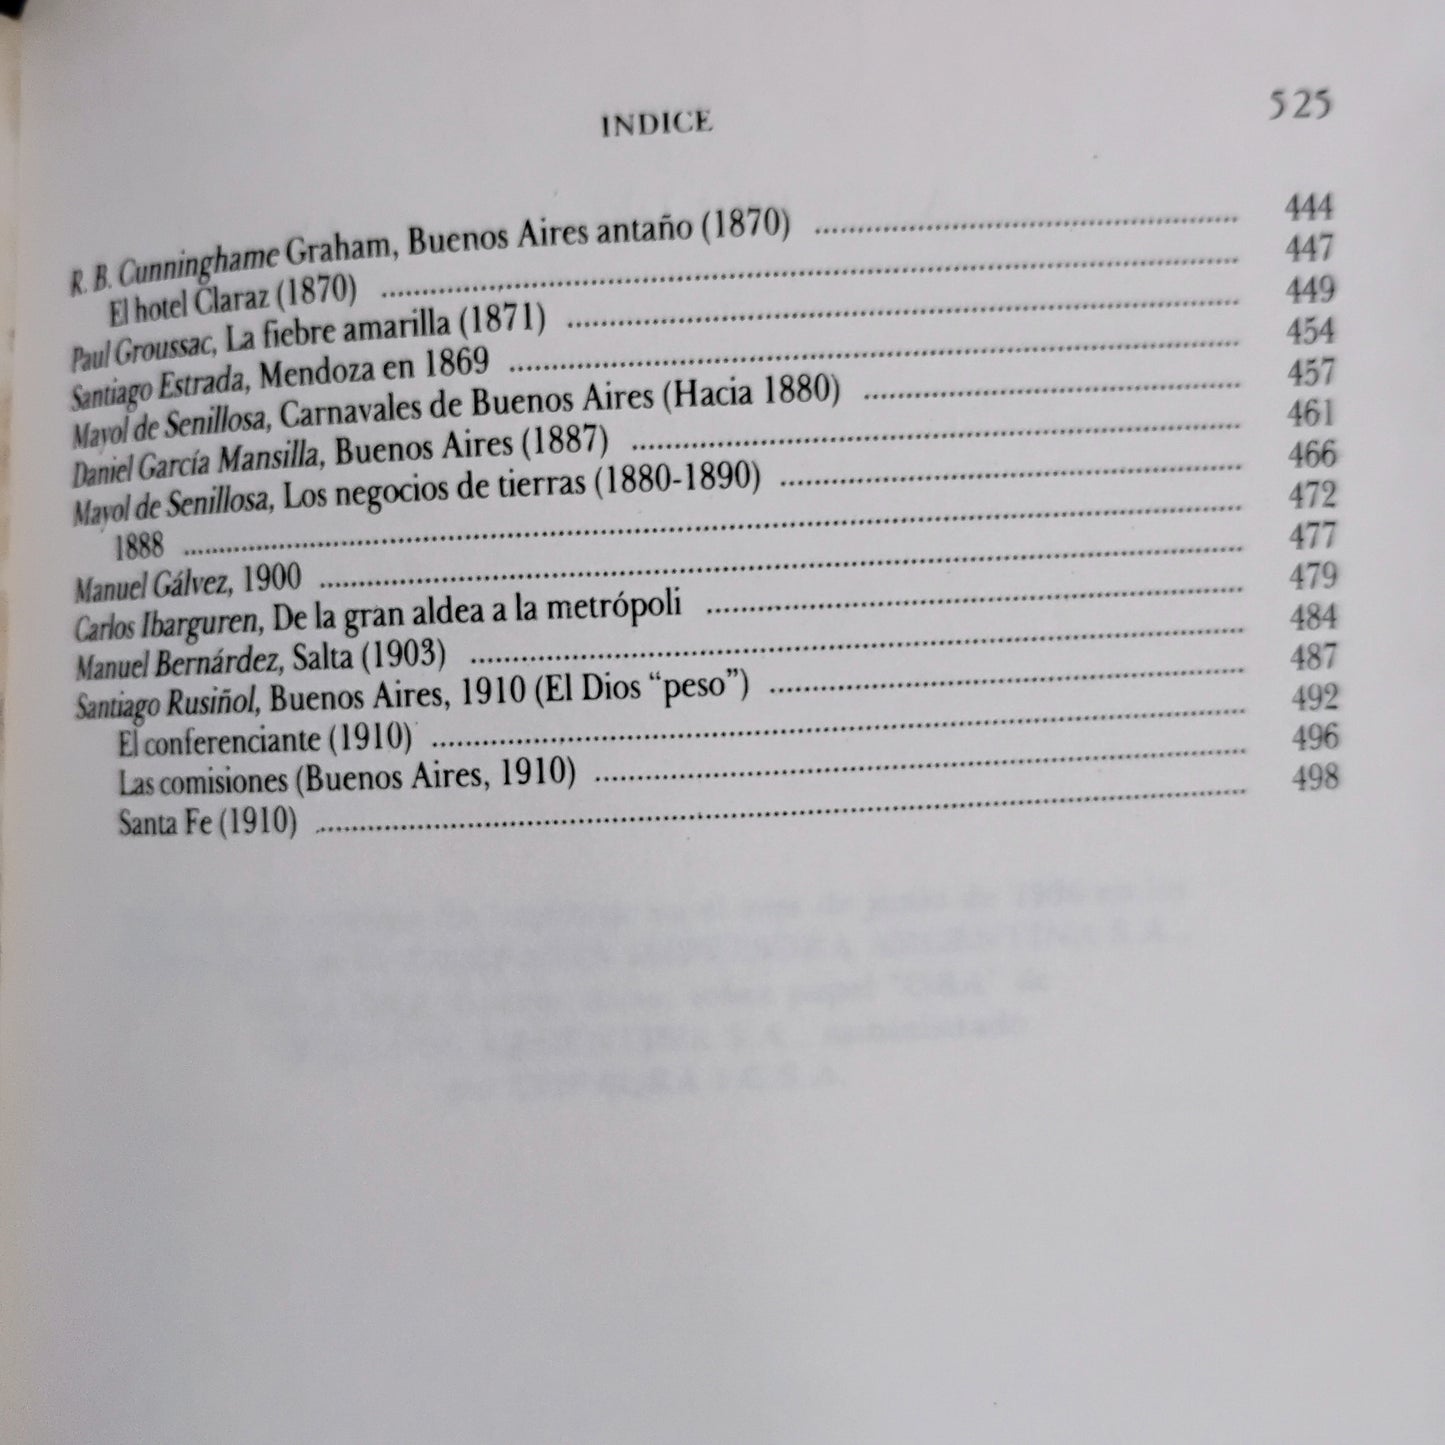 INDICE 525
R. B. Cunninghame Graham, Buenos Aires antaño (1870) 444
El hotel Claraz (1870) 447
Paul Groussac, La fiebre amarilla (1871) 449
Santiago Estrada, Mendoza en 1869 454
Mayol de Senillosa, Carnavales de Buenos Aires (Hacia 1880) 457
Daniel García Mansilla, Buenos Aires (1887) 461
Mayol de Senillosa, Los negocios de tierras (1880-1890) 466
1888 472
Manuel Gálvez, 1900 477
Carlos Ibarguren, De la gran aldea a la metrópoli 479
Manuel Bernárdez, Salta (1903) 484
Santiago Rusiñol, Buenos Aires, 1910 (El Dios “peso”) 487
El conferenciante (1910) 492
Las comisiones (Buenos Aires, 1910) 496
Santa Fe (1910) 498